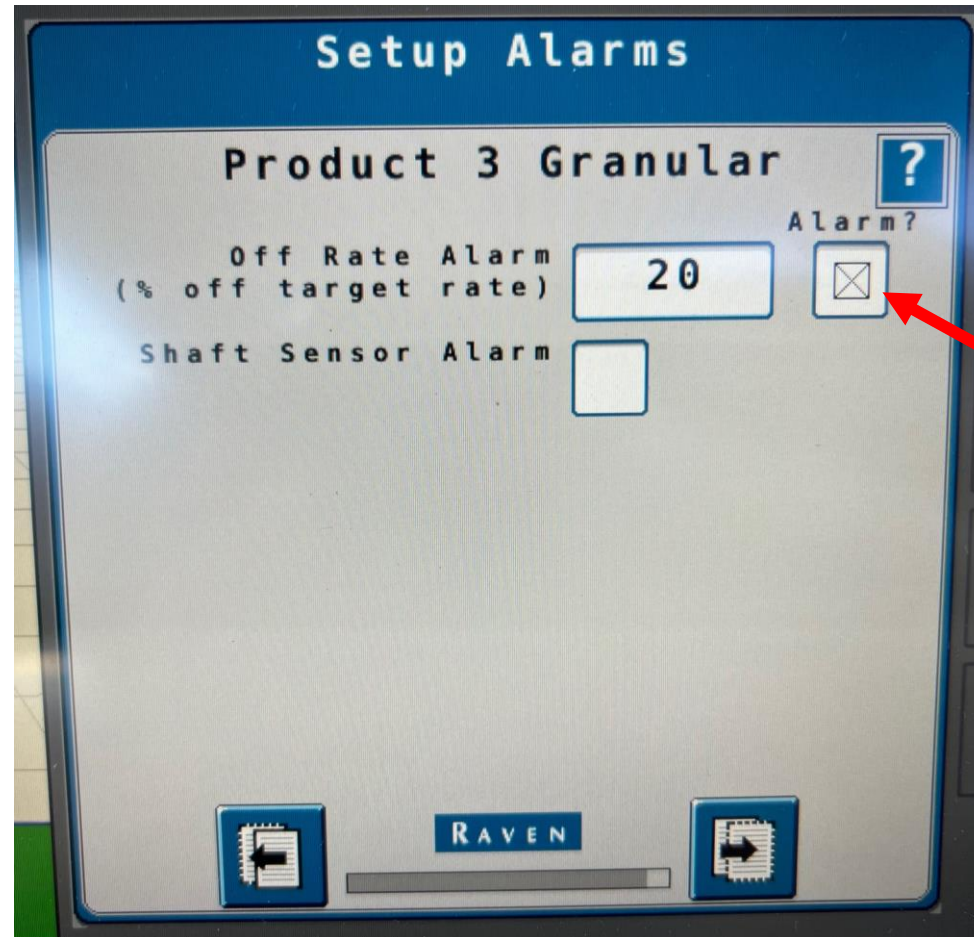 Setup Alarms
Product 3 Granular
?
Alarm?
Off Rate Alarm
(% off target rate)
20
Shaft Sensor Alarm
RAVEN